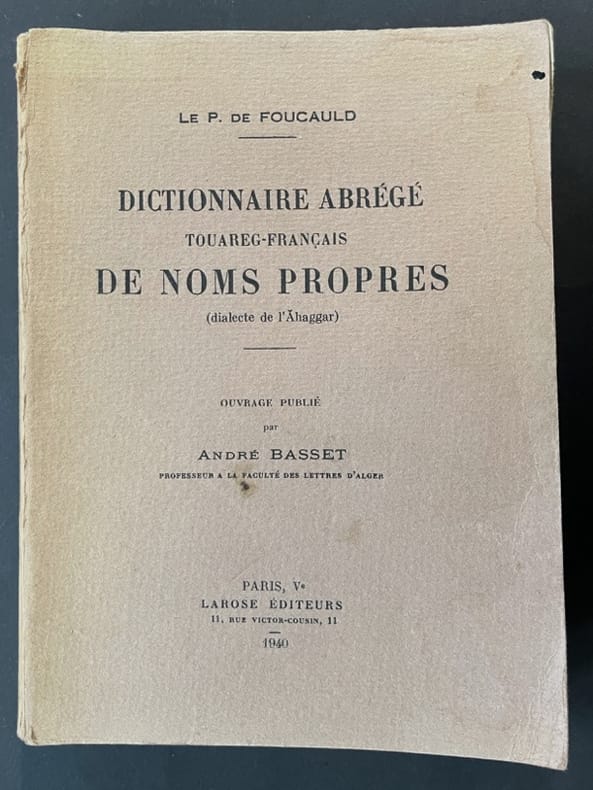 LE P. DE FOUCAULD
DICTIONNAIRE ABRÉGÉ
TOUAREG-FRANÇAIS
DE NOMS PROPRES
(dialecte de l'Ăhaggar)
OUVRAGE PUBLIÉ
par
ANDRÉ BASSET
PROFESSEUR A LA FACULTÉ DES LETTRES D'ALGER
PARIS, Vᵉ
LAROSE ÉDITEURS
11, RUE VICTOR-COUSIN, 11
1940